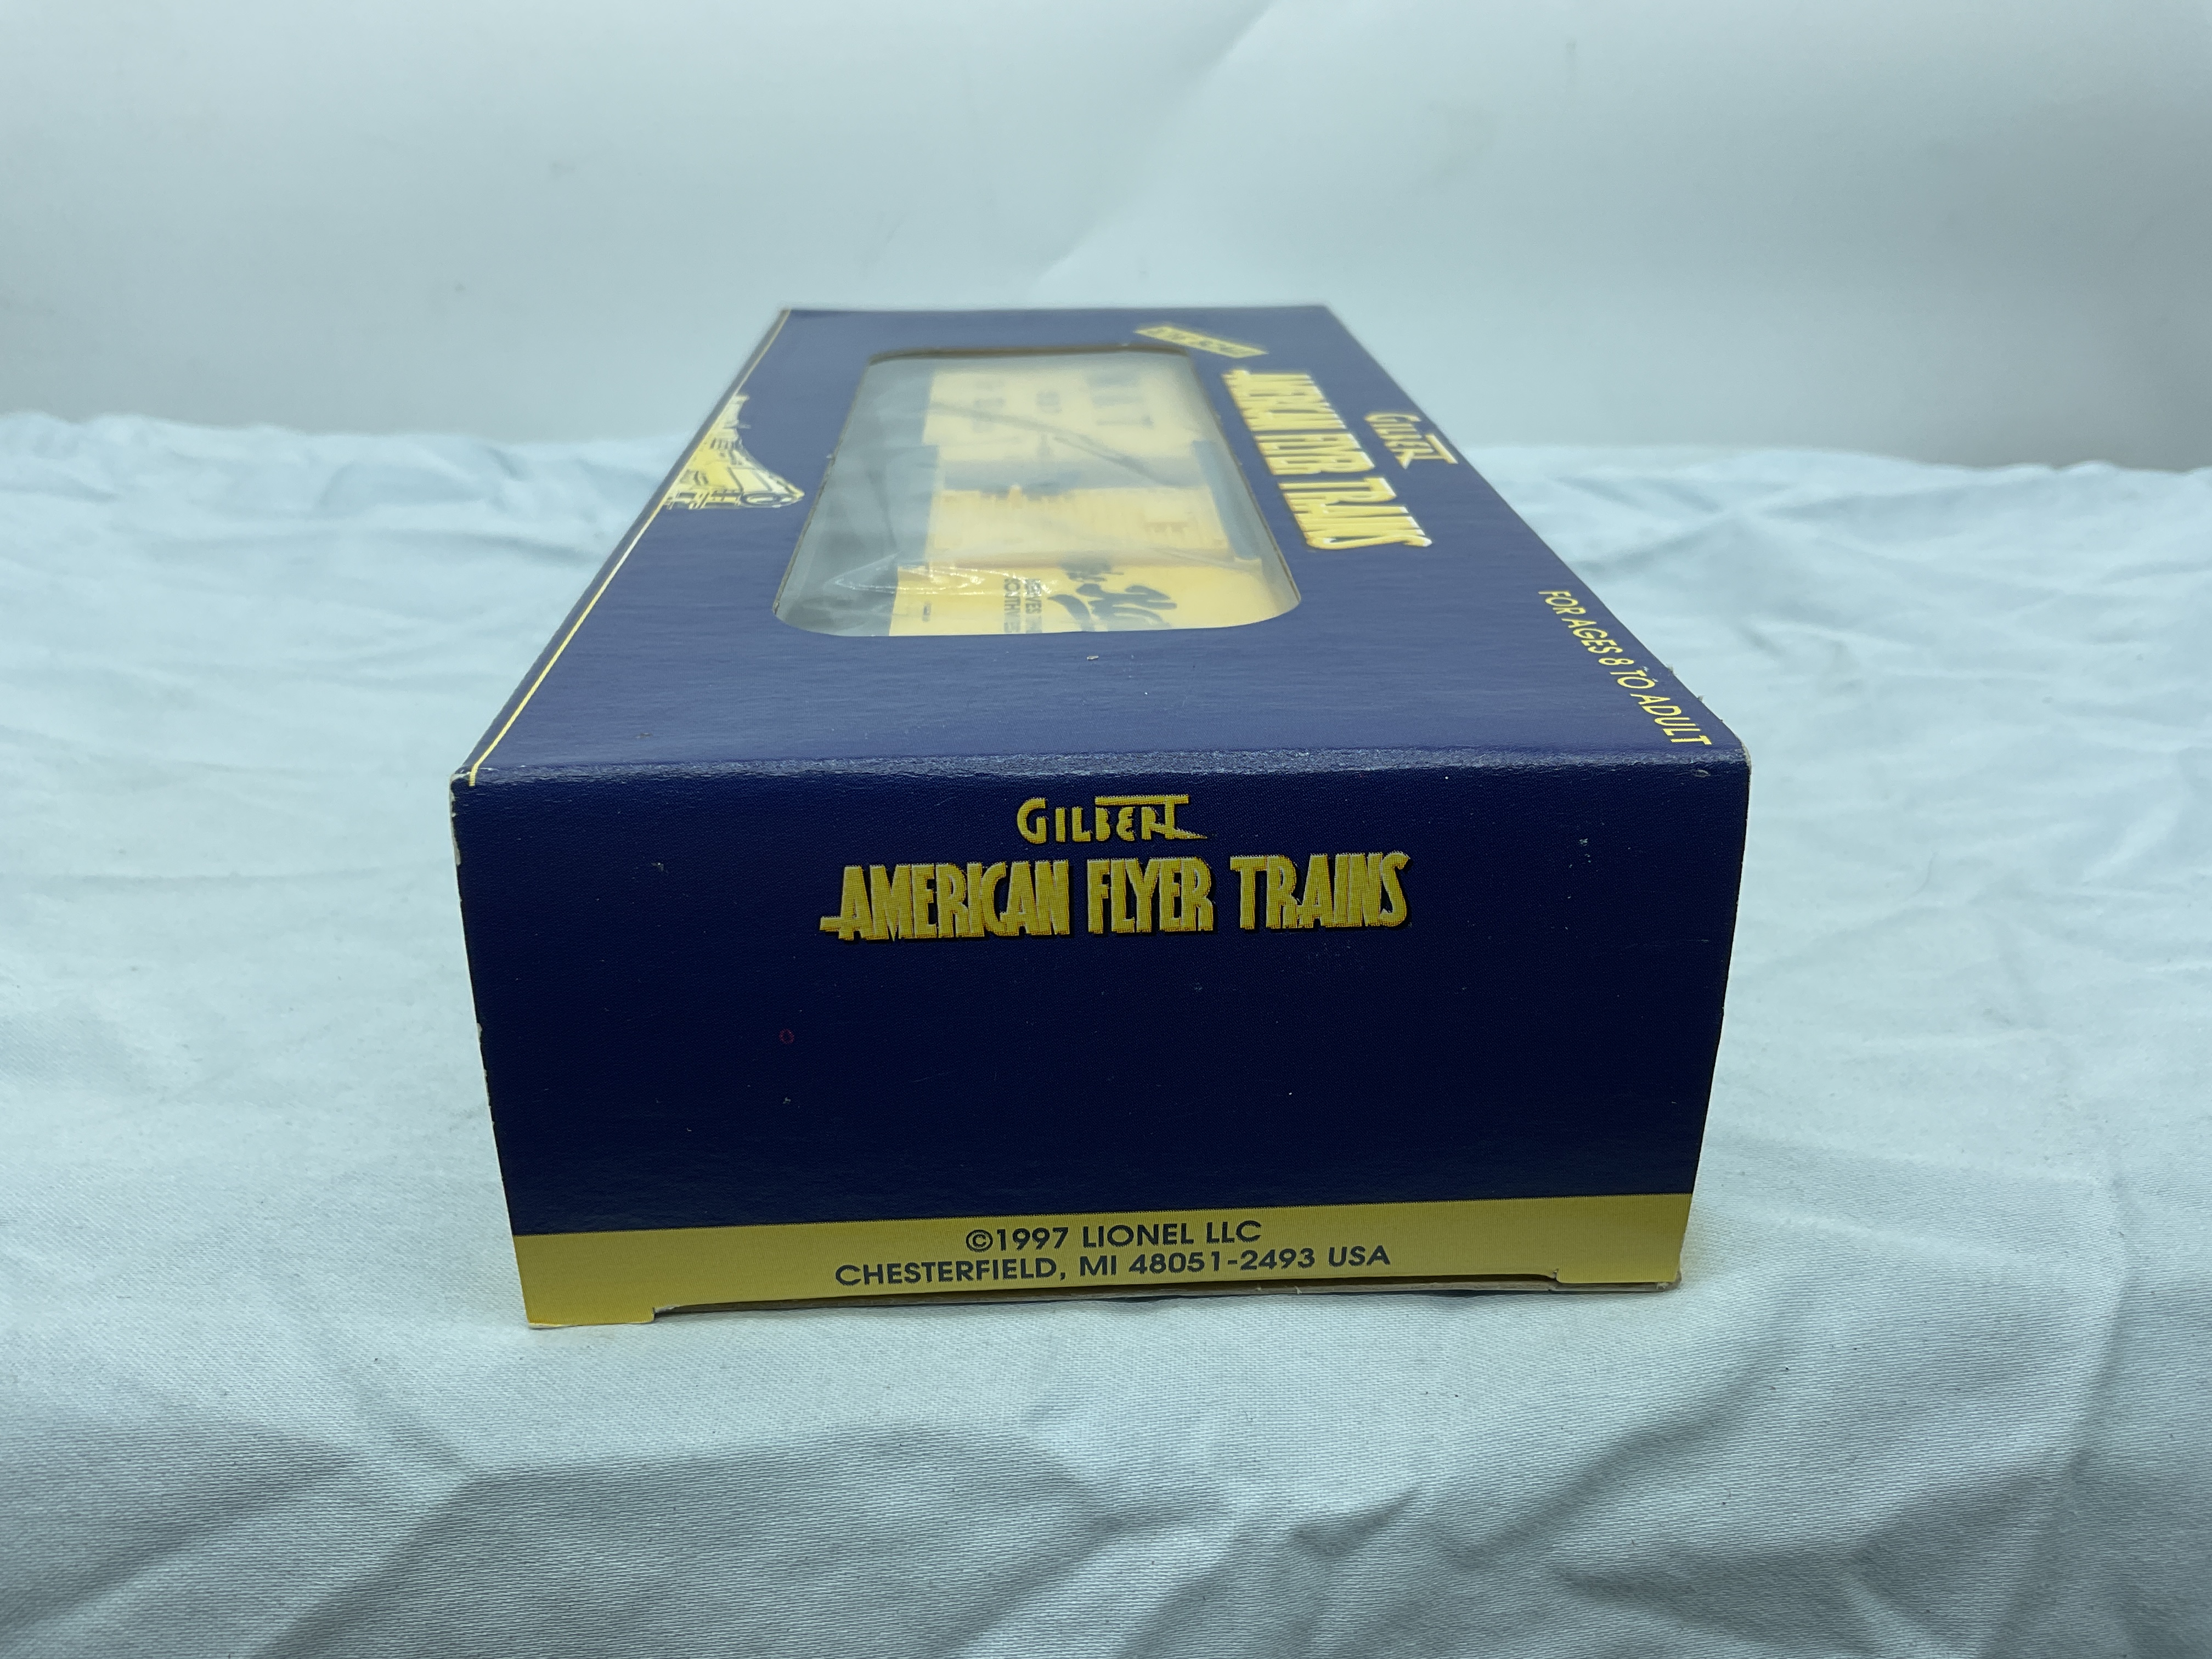 GILBERT
AMERICAN FLYER TRAINS
FOR AGES 8 TO ADULT
GILBERT
AMERICAN FLYER TRAINS
©1997 LIONEL LLC
CHESTERFIELD, MI 48051-2493 USA